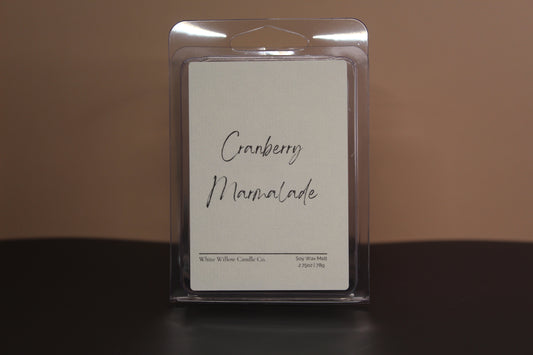 Cranberry
Marmalade
White Willow Candle Co.
Soy Wax Melt
2.75oz | 78g